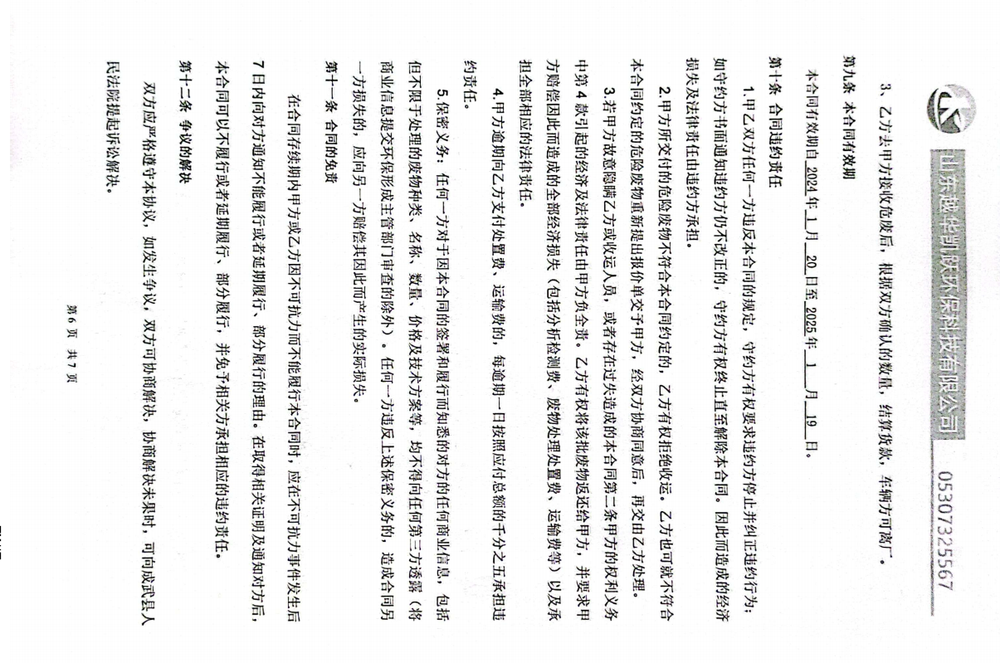 山东意华凯跃环保科技有限公司 05307325567
3、乙方去甲方接收危废后，根据双方确认的数量，结算货款，车辆方可离厂。
第九条 本合同有效期
本合同有效期自 2024 年 1 月 20 日至 2025 年 1 月 19 日。
第十条 合同违约责任
1.甲乙双方任何一方违反本合同的规定，守约方有权要求违约方停止并纠正违约行为；
如守约方书面通知违约方仍不改正的，守约方有权终止直至解除本合同。因此而造成的经济
损失及法律责任由违约方承担。
2.甲方所交付的危险废物不符合本合同约定的，乙方有权拒绝收运。乙方也可就不符合
本合同约定的危险废物重新提出报价单交予甲方，经双方协商同意后，再交由乙方处理。
3.若甲方故意隐瞒乙方或收运人员，或者存在过失造成的本合同第二条甲方的权利义务
中第 4 款引起的经济及法律责任由甲方负全责。乙方有权将该批废物返还给甲方，并要求甲
方赔偿因此而造成的全部经济损失（包括分析检测费、废物处理处置费、运输费等）以及承
担全部相应的法律责任。
4.甲方逾期向乙方支付处置费、运输费的，每逾期一日按照应付总额的千分之五承担违
约责任。
5.保密义务：任何一方对于因本合同的签署和履行而知悉的对方的任何商业信息，包括
但不限于处理的废物种类、名称、数量、价格及技术方案等，均不得向任何第三方透露（将
商业信息提交环保形成主管部门审查的除外）。任何一方违反上述保密义务的，造成合同另
一方损失的，应向另一方赔偿其因此而产生的实际损失。
第十一条 合同的免责
在合同存续期内甲方或乙方因不可抗力而不能履行本合同时，应在不可抗力事件发生后
7 日内向对方通知不能履行或者延期履行、部分履行的理由。在取得相关证明及通知对方后，
本合同可以不履行或者延期履行、部分履行，并免予相关方承担相应的违约责任。
第十二条 争议的解决
双方应严格遵守本协议，如发生争议，双方可协商解决，协商解决未果时，可向成武县人
民法院提起诉讼解决。
第 6 页 共 7 页